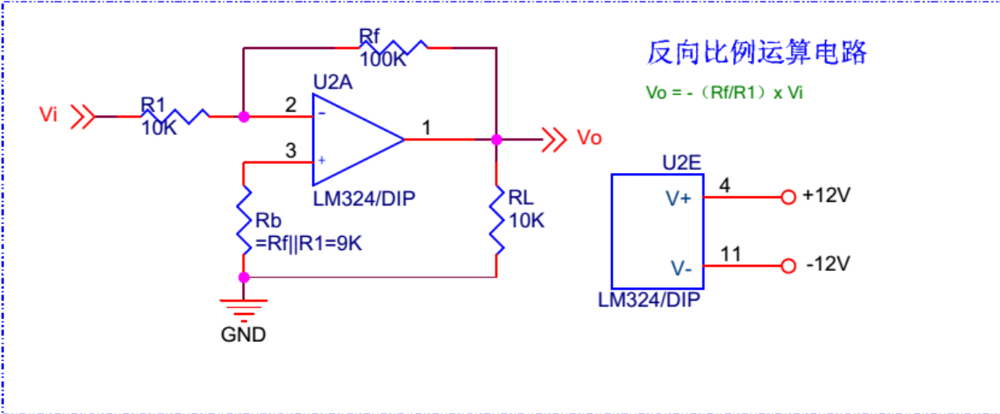 Rf
100K
反向比例运算电路
U2A
Vo = -（Rf/R1）x Vi
Vi
R1
10K
2
-
1
Vo
3
+
LM324/DIP
Rb
=Rf||R1=9K
RL
10K
GND
U2E
V+
4
+12V
V-
11
-12V
LM324/DIP